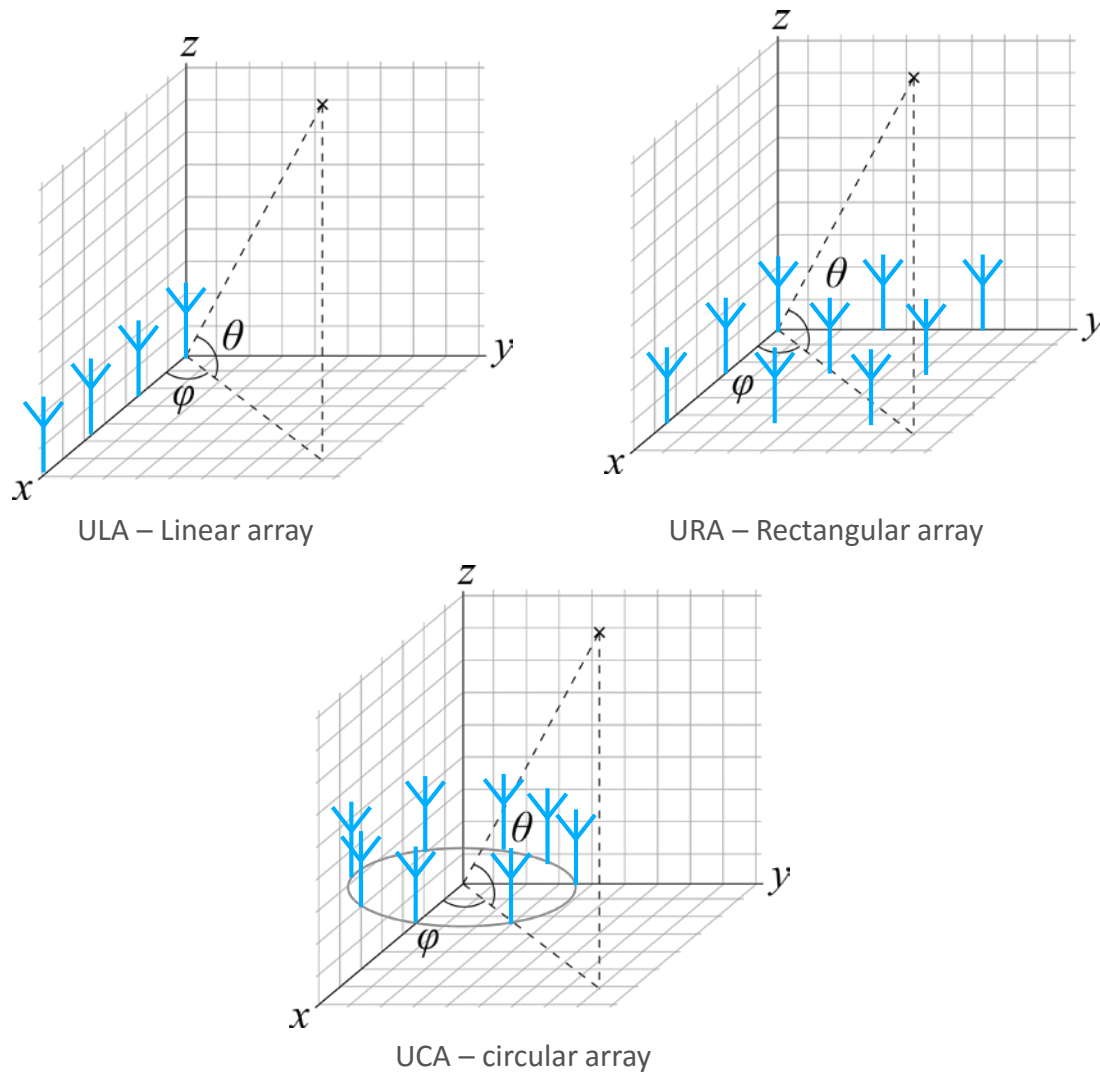 z
θ
y
φ
x
ULA – Linear array
z
θ
y
φ
x
URA – Rectangular array
z
θ
y
φ
x
UCA – circular array